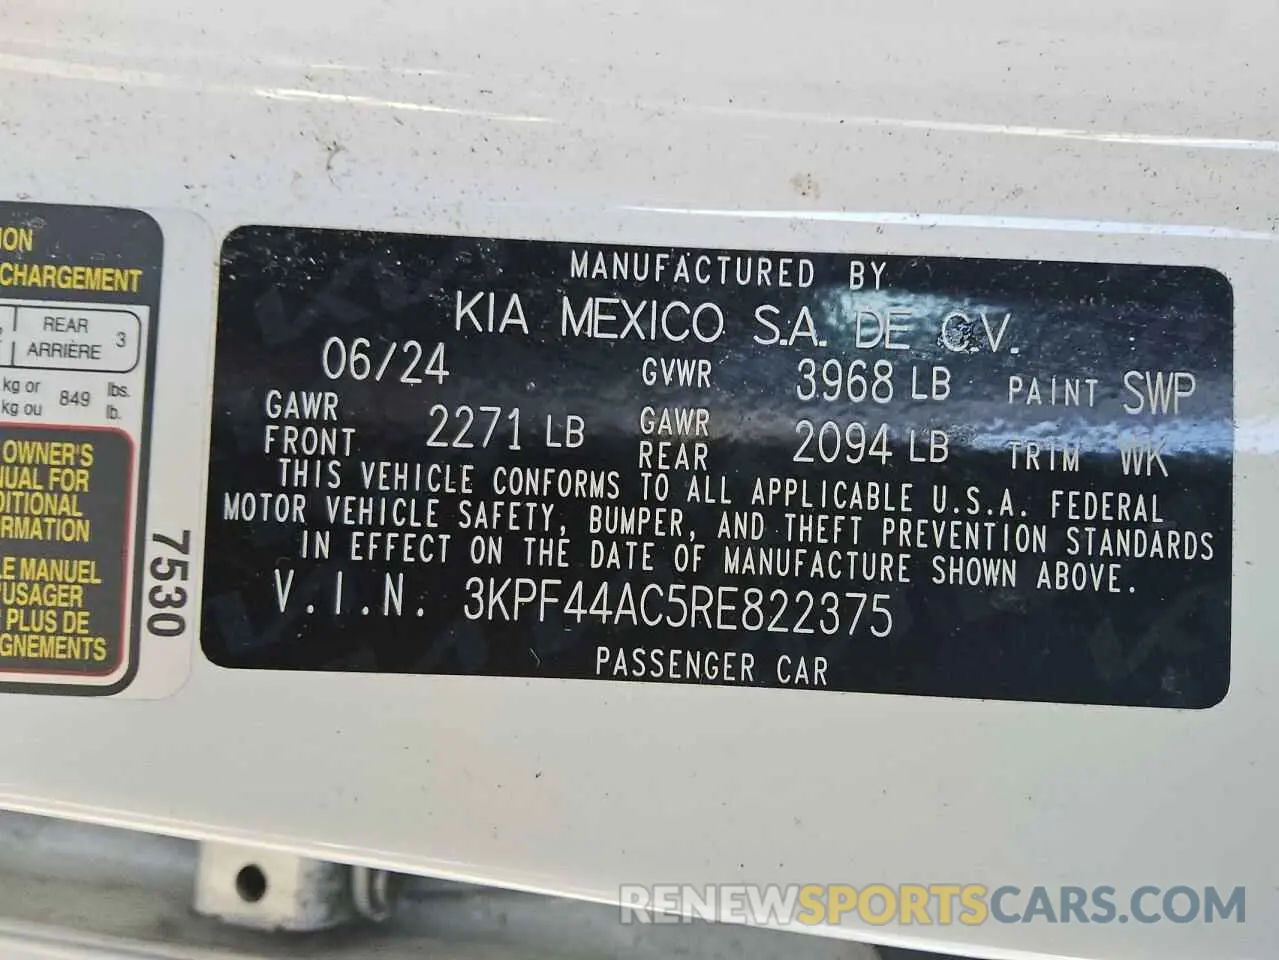 ION
CHARGEMENT
REAR 3
ARRIÈRE
kg or 849 lbs.
kg ou lb.
OWNER'S
NUAL FOR
DITIONAL
ORMATION
LE MANUEL
'USAGER
PLUS DE
GNEMENTS
7530
MANUFACTURED BY
KIA MEXICO S.A. DE C.V.
06/24 GVWR 3968 LB PAINT SWP
GAWR FRONT 2271 LB GAWR REAR 2094 LB TRIM WK
THIS VEHICLE CONFORMS TO ALL APPLICABLE U.S.A. FEDERAL
MOTOR VEHICLE SAFETY, BUMPER, AND THEFT PREVENTION STANDARDS
IN EFFECT ON THE DATE OF MANUFACTURE SHOWN ABOVE.
V.I.N. 3KPF44AC5RE822375
PASSENGER CAR
RENEWSPORTSCARS.COM